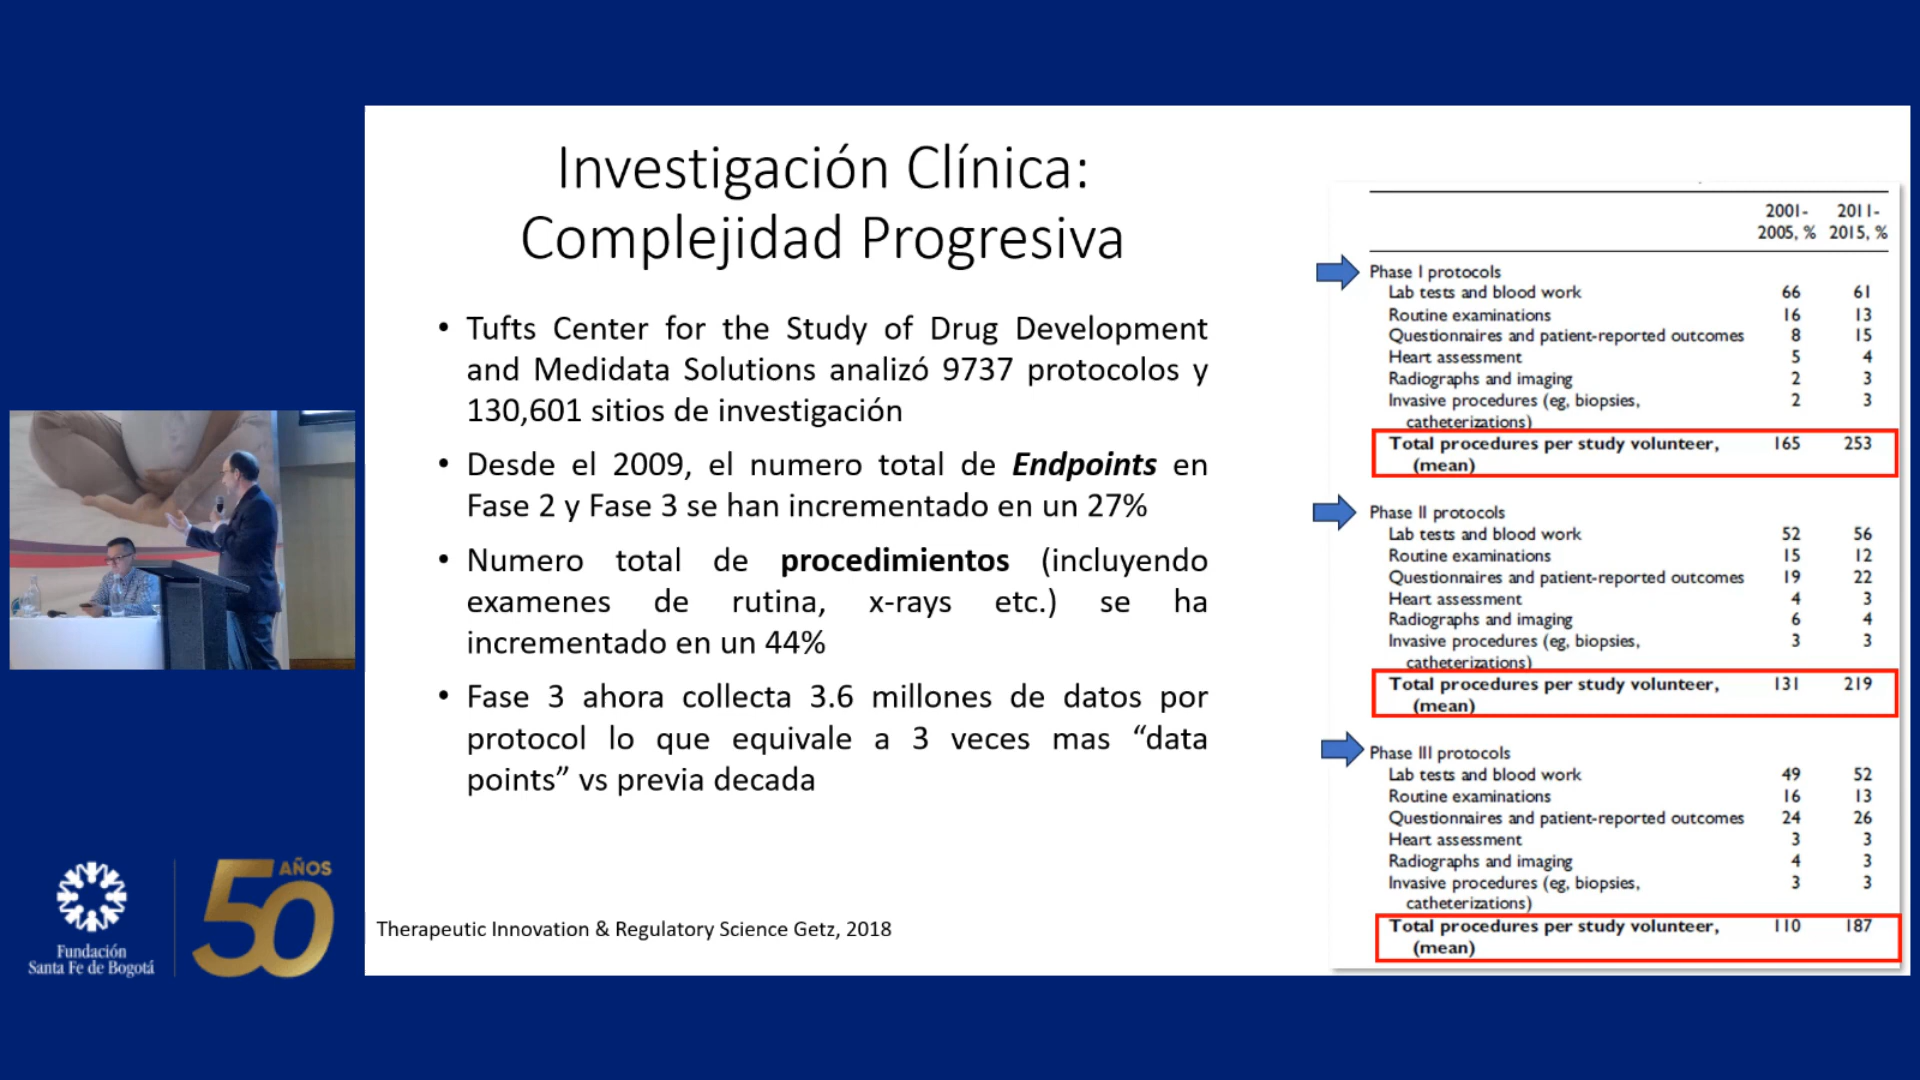 Investigación Clínica:
Complejidad Progresiva
• Tufts Center for the Study of Drug Development
and Medidata Solutions analizó 9737 protocolos y
130,601 sitios de investigación
• Desde el 2009, el numero total de Endpoints en
Fase 2 y Fase 3 se han incrementado en un 27%
• Numero total de procedimientos (incluyendo
examenes de rutina, x-rays etc.) se ha
incrementado en un 44%
• Fase 3 ahora collecta 3.6 millones de datos por
protocol lo que equivale a 3 veces mas “data
points” vs previa decada
Therapeutic Innovation & Regulatory Science Getz, 2018
2001- 2011-
2005, % 2015, %
Phase I protocols
Lab tests and blood work 66 61
Routine examinations 16 13
Questionnaires and patient-reported outcomes 8 15
Heart assessment 5 4
Radiographs and imaging 2 3
Invasive procedures (eg, biopsies, 2 3
catheterizations)
Total procedures per study volunteer, 165 253
(mean)
Phase II protocols
Lab tests and blood work 52 56
Routine examinations 15 12
Questionnaires and patient-reported outcomes 19 22
Heart assessment 4 3
Radiographs and imaging 6 4
Invasive procedures (eg, biopsies, 3 3
catheterizations)
Total procedures per study volunteer, 131 219
(mean)
Phase III protocols
Lab tests and blood work 49 52
Routine examinations 16 13
Questionnaires and patient-reported outcomes 24 26
Heart assessment 3 3
Radiographs and imaging 4 3
Invasive procedures (eg, biopsies, 3 3
catheterizations)
Total procedures per study volunteer, 110 187
(mean)
Fundación
Santa Fe de Bogotá
50 AÑOS